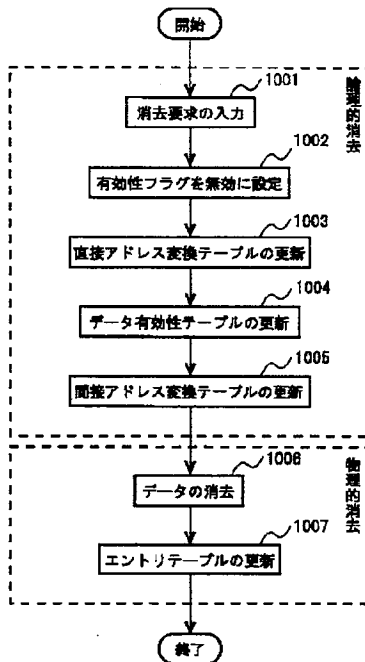 開始
論理的消去
1001
消去要求の入力
1002
有効性フラグを無効に設定
1003
直接アドレス変換テーブルの更新
1004
データ有効性テーブルの更新
1005
間接アドレス変換テーブルの更新
物理的消去
1006
データの消去
1007
エントリテーブルの更新
終了